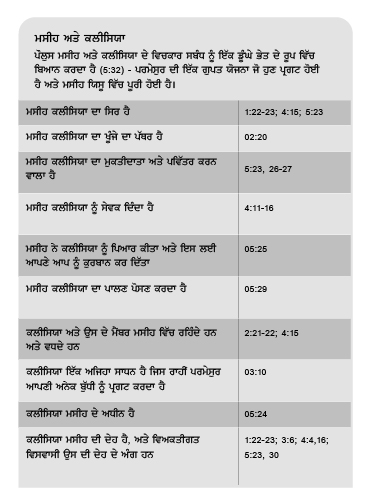 ਮਸੀਹ ਅਤੇ ਕਲੀਸਿਯਾ
ਪੌਲੁਸ ਮਸੀਹ ਅਤੇ ਕਲੀਸਿਯਾ ਦੇ ਵਿਚਕਾਰ ਸਬੰਧ ਨੂੰ ਇੱਕ ਡੂੰਘੇ ਭੇਤ ਦੇ ਰੂਪ ਵਿੱਚ
ਬਿਆਨ ਕਰਦਾ ਹੈ (5:32) - ਪਰਮੇਸੁਰ ਦੀ ਇੱਕ ਗੁਪਤ ਯੋਜਨਾ ਜੋ ਹੁਣ ਪ੍ਰਗਟ ਹੋਈ
ਹੈ ਅਤੇ ਮਸੀਹ ਯਿਸੂ ਵਿੱਚ ਪੂਰੀ ਹੋਈ ਹੈ।
ਮਸੀਹ ਕਲੀਸਿਯਾ ਦਾ ਸਿਰ ਹੈ 1:22-23; 4:15; 5:23
ਮਸੀਹ ਕਲੀਸਿਯਾ ਦਾ ਖੂੰਜੇ ਦਾ ਪੱਥਰ ਹੈ 02:20
ਮਸੀਹ ਕਲੀਸਿਯਾ ਦਾ ਮੁਕਤੀਦਾਤਾ ਅਤੇ ਪਵਿੱਤਰ ਕਰਨ
ਵਾਲਾ ਹੈ 5:23, 26-27
ਮਸੀਹ ਕਲੀਸਿਯਾ ਨੂੰ ਸੇਵਕ ਦਿੰਦਾ ਹੈ 4:11-16
ਮਸੀਹ ਨੇ ਕਲੀਸਿਯਾ ਨੂੰ ਪਿਆਰ ਕੀਤਾ ਅਤੇ ਇਸ ਲਈ 05:25
ਆਪਣੇ ਆਪ ਨੂੰ ਕੁਰਬਾਨ ਕਰ ਦਿੱਤਾ
ਮਸੀਹ ਕਲੀਸਿਯਾ ਦਾ ਪਾਲਣ ਪੋਸਣ ਕਰਦਾ ਹੈ 05:29
ਕਲੀਸਿਯਾ ਅਤੇ ਉਸ ਦੇ ਮੈਂਬਰ ਮਸੀਹ ਵਿੱਚ ਰਹਿੰਦੇ ਹਨ 2:21-22; 4:15
ਅਤੇ ਵਧਦੇ ਹਨ
ਕਲੀਸਿਯਾ ਇੱਕ ਅਜਿਹਾ ਸਾਧਨ ਹੈ ਜਿਸ ਰਾਹੀਂ ਪਰਮੇਸੁਰ 03:10
ਆਪਣੀ ਅਨੇਕ ਬੁੱਧੀ ਨੂੰ ਪ੍ਰਗਟ ਕਰਦਾ ਹੈ
ਕਲੀਸਿਯਾ ਮਸੀਹ ਦੇ ਅਧੀਨ ਹੈ 05:24
ਕਲੀਸਿਯਾ ਮਸੀਹ ਦੀ ਦੇਹ ਹੈ, ਅਤੇ ਵਿਅਕਤੀਗਤ 1:22-23; 3:6; 4:4,16;
ਵਿਸਵਾਸੀ ਉਸ ਦੀ ਦੇਹ ਦੇ ਅੰਗ ਹਨ 5:23, 30